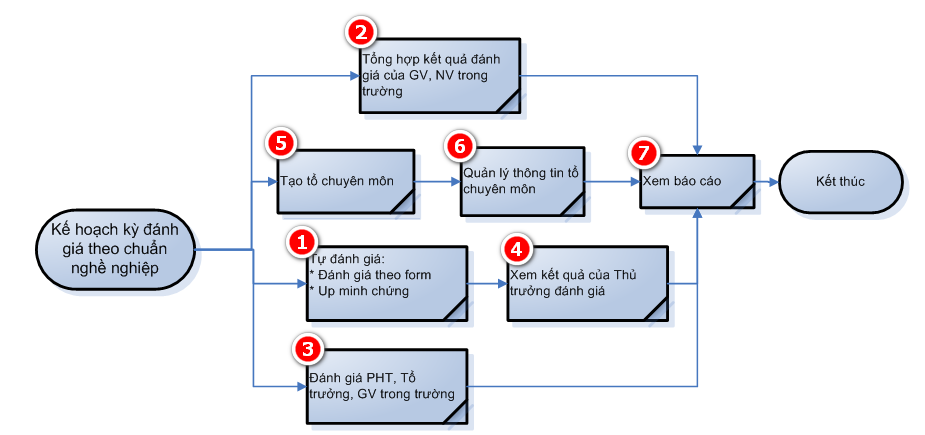 2
Tổng hợp kết quả đánh
giá của GV, NV trong
trường
5
Tạo tổ chuyên môn
6
Quản lý thông tin tổ
chuyên môn
7
Xem báo cáo
Kết thúc
Kế hoạch kỳ đánh
giá theo chuẩn
nghề nghiệp
1
Tự đánh giá:
* Đánh giá theo form
* Up minh chứng
4
Xem kết quả của Thủ
trưởng đánh giá
3
Đánh giá PHT, Tổ
trưởng, GV trong trường